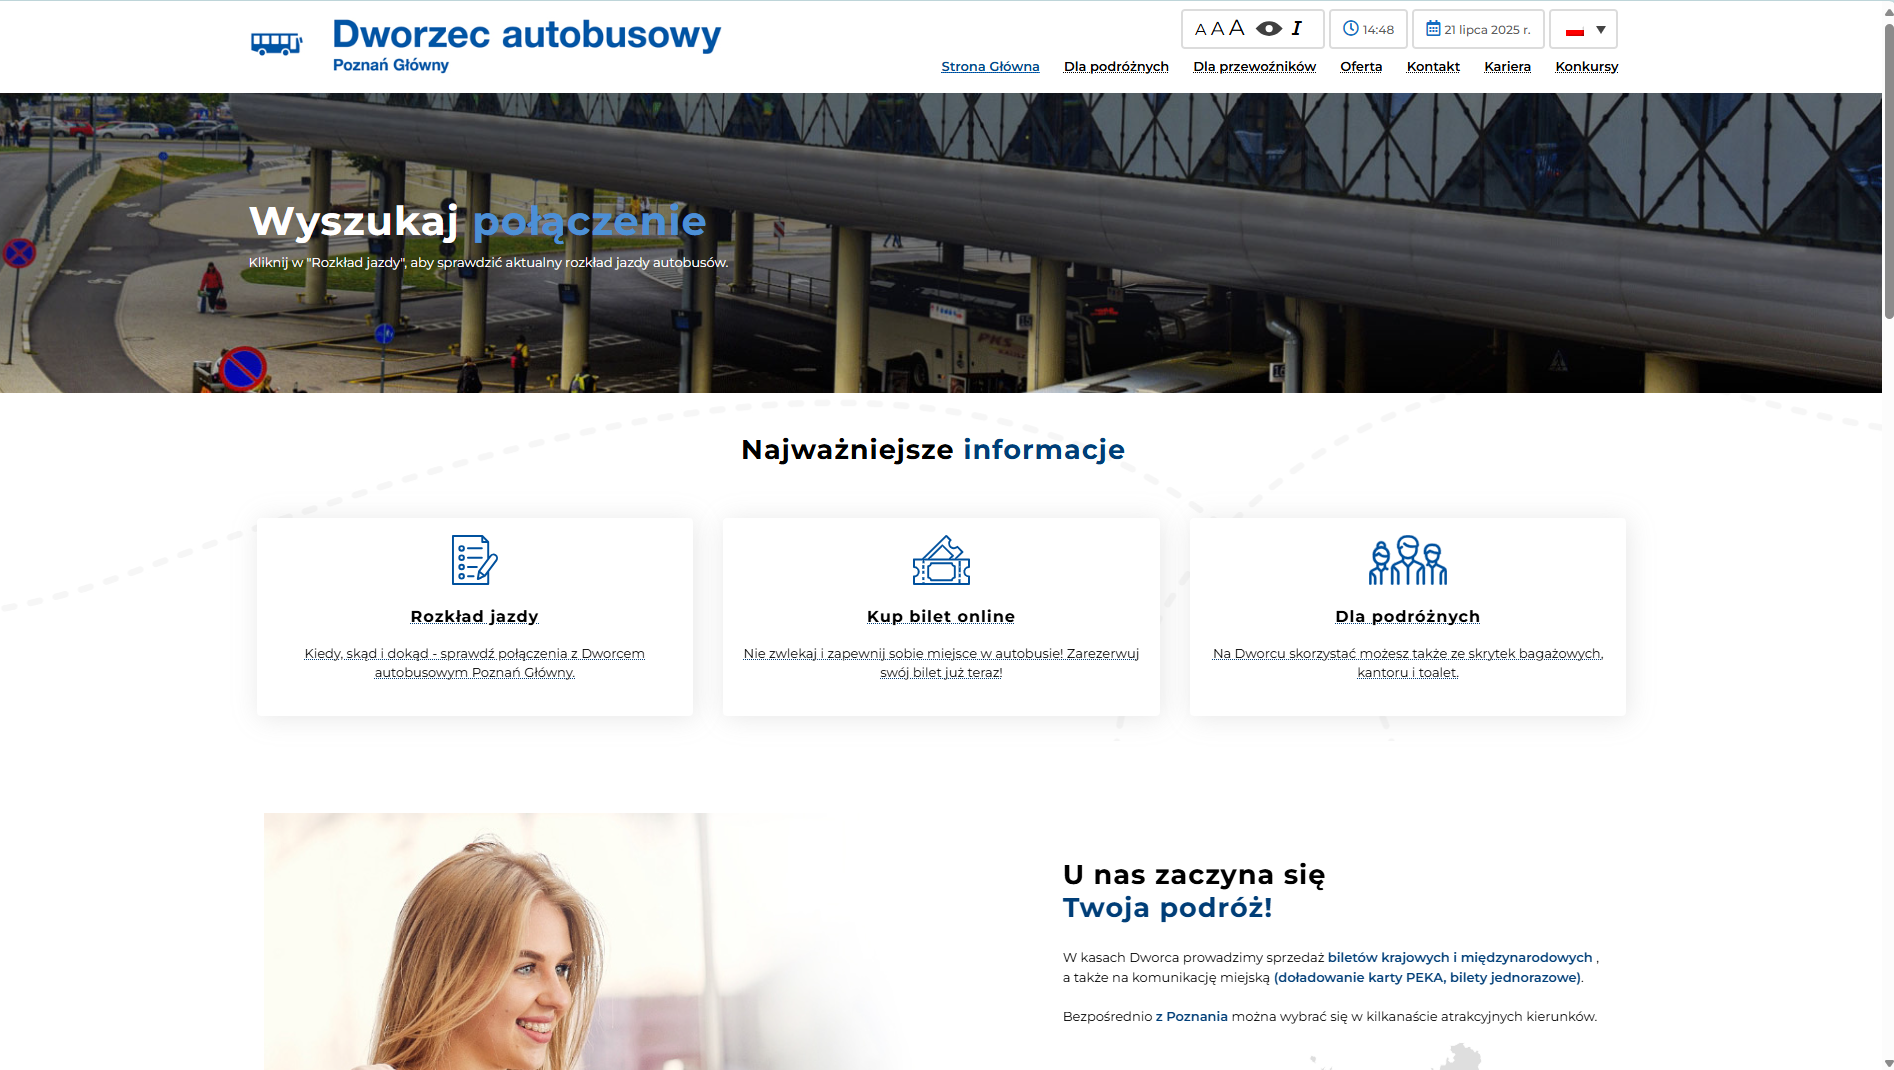 Dworzec autobusowy
Poznań Główny
A A A I
14:48
21 lipca 2025 r.
Strona Główna Dla podróżnych Dla przewoźników Oferta Kontakt Kariera Konkursy
Wyszukaj połączenie
Kliknij w "Rozkład jazdy", aby sprawdzić aktualny rozkład jazdy autobusów.
PKS
15
16
Najważniejsze informacje
Rozkład jazdy
Kiedy, skąd i dokąd - sprawdź połączenia z Dworcem
autobusowym Poznań Główny.
Kup bilet online
Nie zwlekaj i zapewnij sobie miejsce w autobusie! Zarezerwuj
swój bilet już teraz!
Dla podróżnych
Na Dworcu skorzystać możesz także ze skrytek bagażowych,
kantoru i toalet.
U nas zaczyna się
Twoja podróż!
W kasach Dworca prowadzimy sprzedaż biletów krajowych i międzynarodowych ,
a także na komunikację miejską (doładowanie karty PEKA, bilety jednorazowe).
Bezpośrednio z Poznania można wybrać się w kilkanaście atrakcyjnych kierunków.